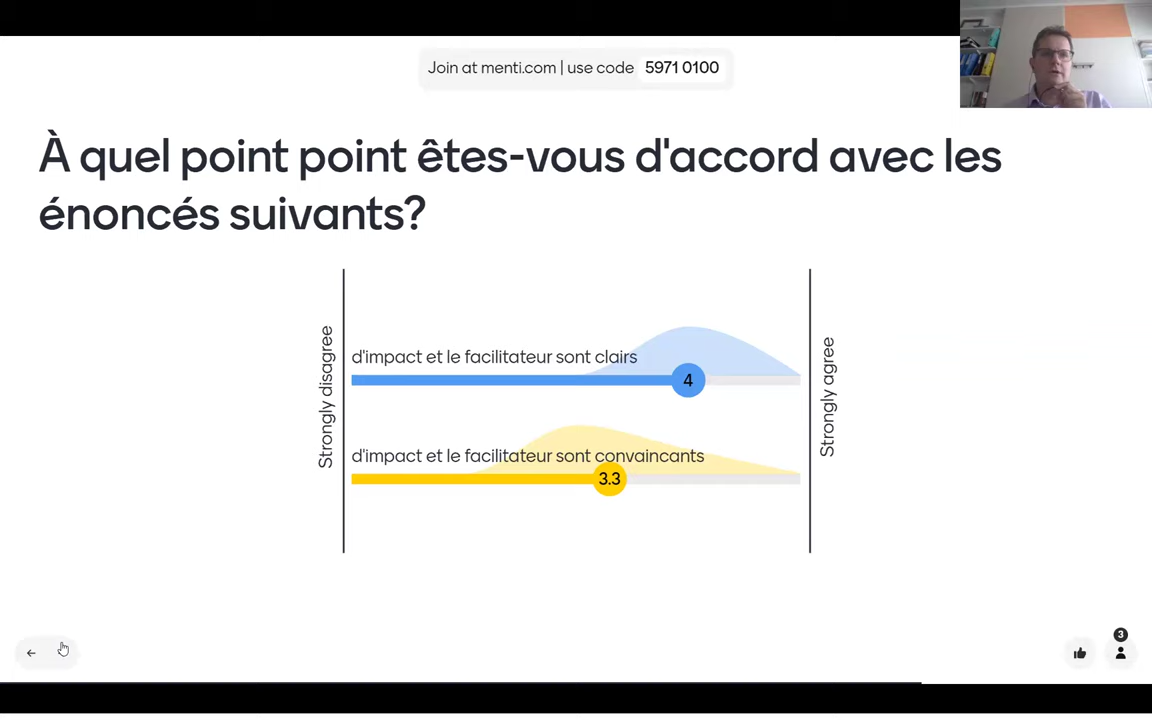 Join at menti.com | use code 5971 0100
À quel point point êtes-vous d'accord avec les
énoncés suivants?
Strongly disagree
d'impact et le facilitateur sont clairs
4
d'impact et le facilitateur sont convaincants
3.3
Strongly agree
3